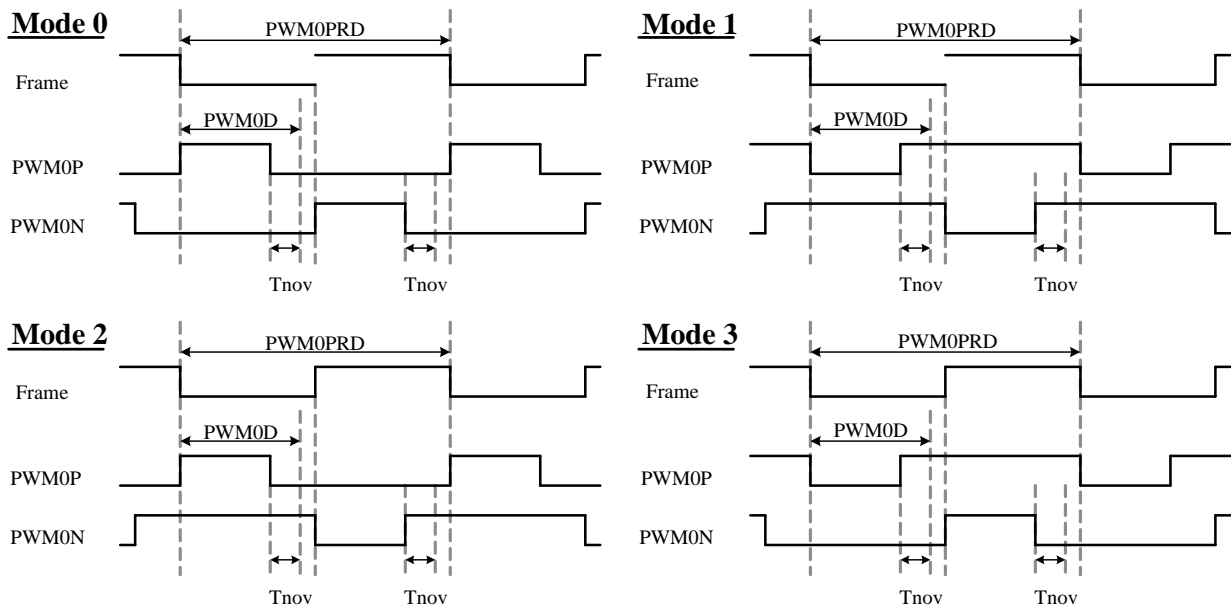 Mode 0
PWM0PRD
Frame
PWM0D
PWM0P
PWM0N
Tnov
Tnov
Mode 1
PWM0PRD
Frame
PWM0D
PWM0P
PWM0N
Tnov
Tnov
Mode 2
PWM0PRD
Frame
PWM0D
PWM0P
PWM0N
Tnov
Tnov
Mode 3
PWM0PRD
Frame
PWM0D
PWM0P
PWM0N
Tnov
Tnov